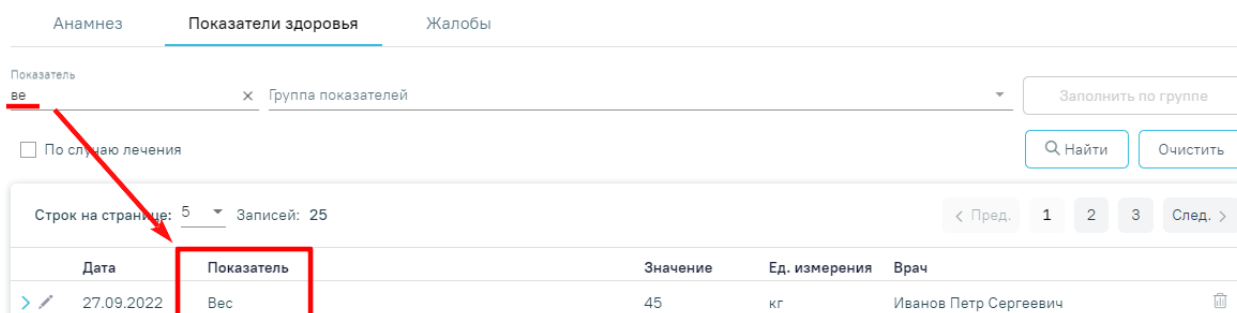 Анамнез Показатели здоровья Жалобы
Показатель
ве × Группа показателей Заполнить по группе
По случаю лечения Найти Очистить
Строк на странице: 5 Записей: 25 < Пред. 1 2 3 След. >
Дата Показатель Значение Ед. измерения Врач
27.09.2022 Вес 45 кг Иванов Петр Сергеевич